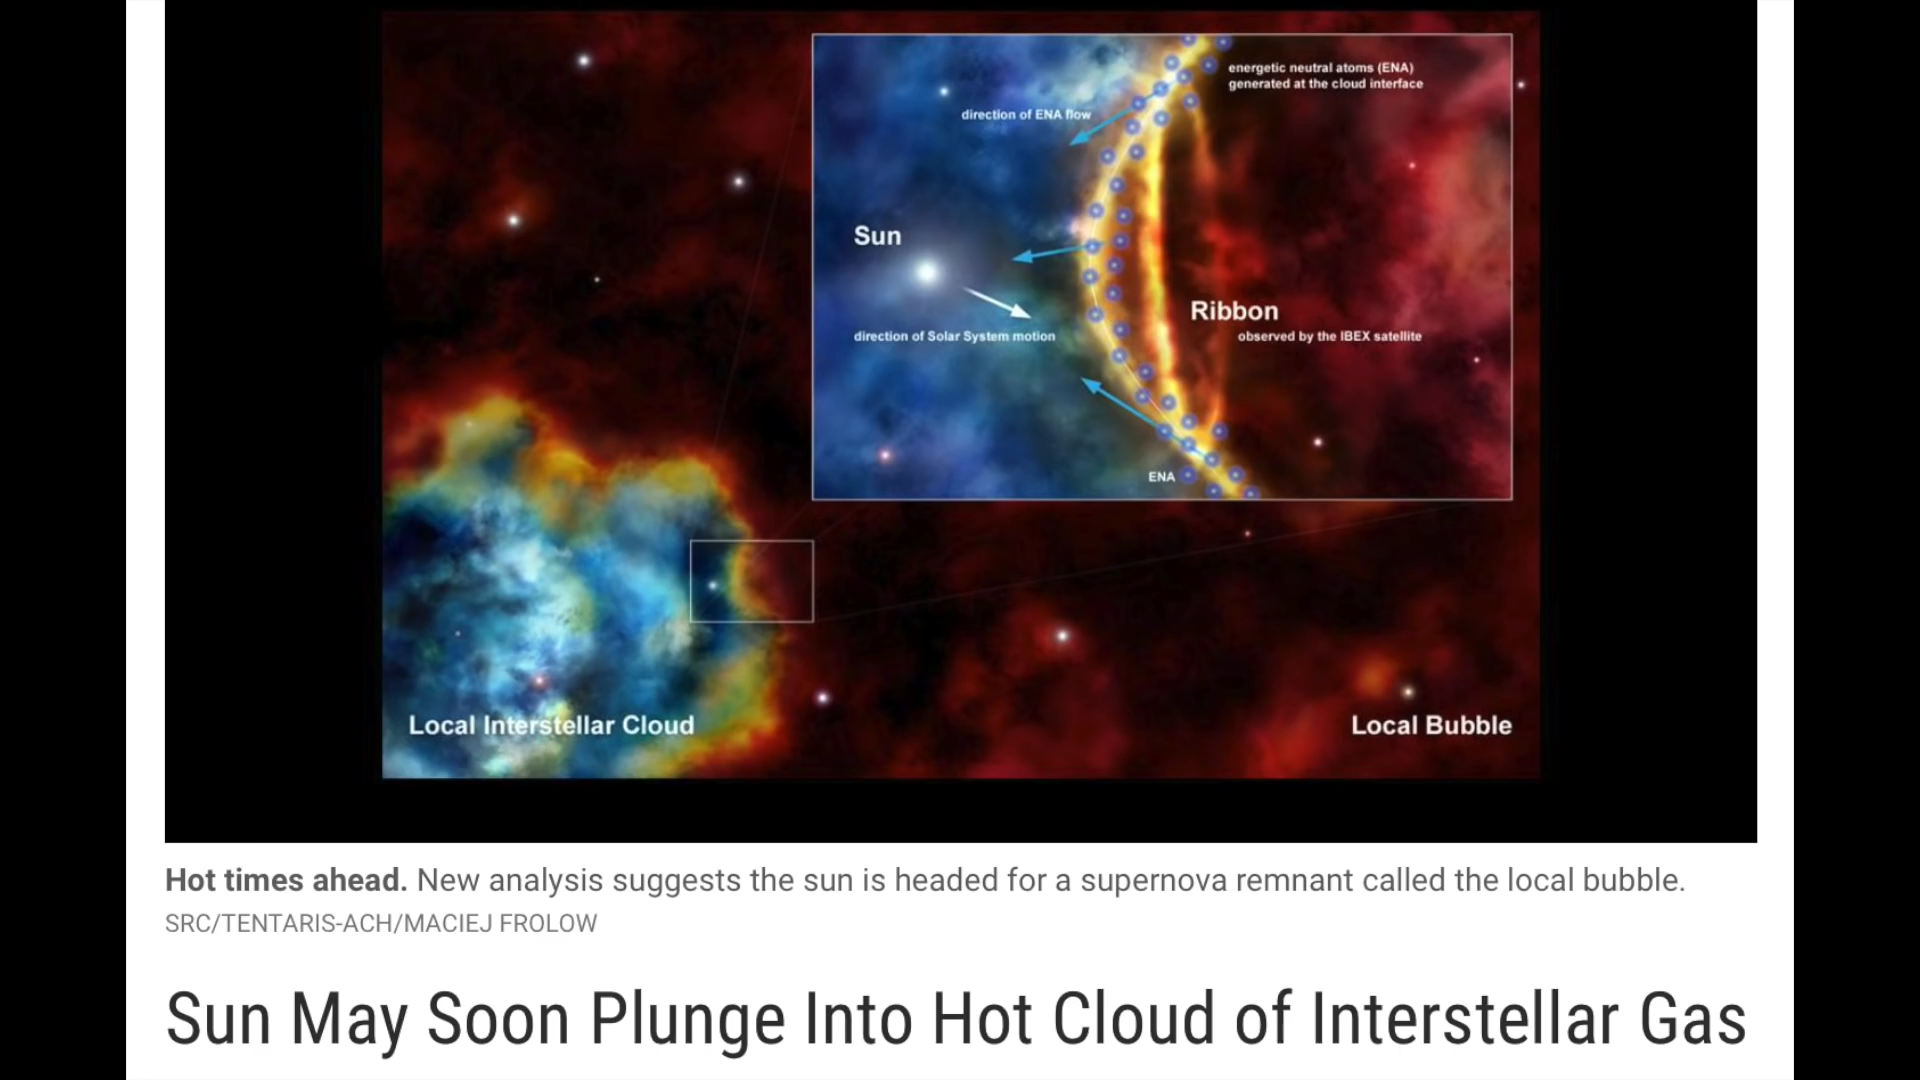 energetic neutral atoms (ENA)
generated at the cloud interface
direction of ENA flow
Sun
Ribbon
direction of Solar System motion
observed by the IBEX satellite
ENA
Local Interstellar Cloud
Local Bubble
Hot times ahead. New analysis suggests the sun is headed for a supernova remnant called the local bubble.
SRC/TENTARIS-ACH/MACIEJ FROLOW
Sun May Soon Plunge Into Hot Cloud of Interstellar Gas